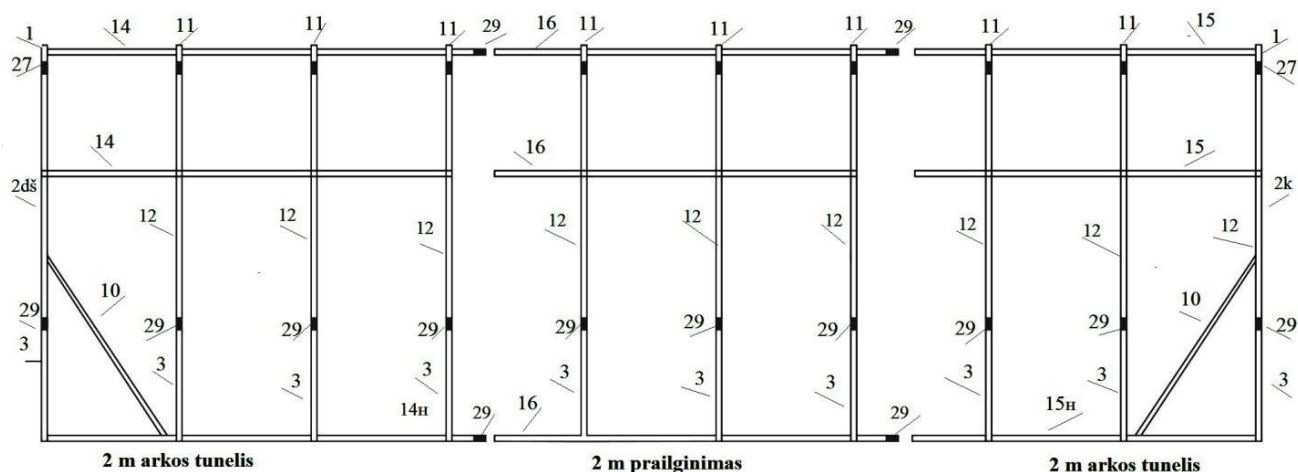 1 14 11 11 11 29 16 11 11 11 29 11 11 15 1
27 27
14 16 15
2dš 2k
12 12 12 12 12 12 12 12 12
10 10
29 29 29 29 29 29 29 29 29 29 29
3 3 3 3 3 3 3 3 3 3 3
14н 29 16 29 15н
2 m arkos tunelis 2 m prailginimas 2 m arkos tunelis